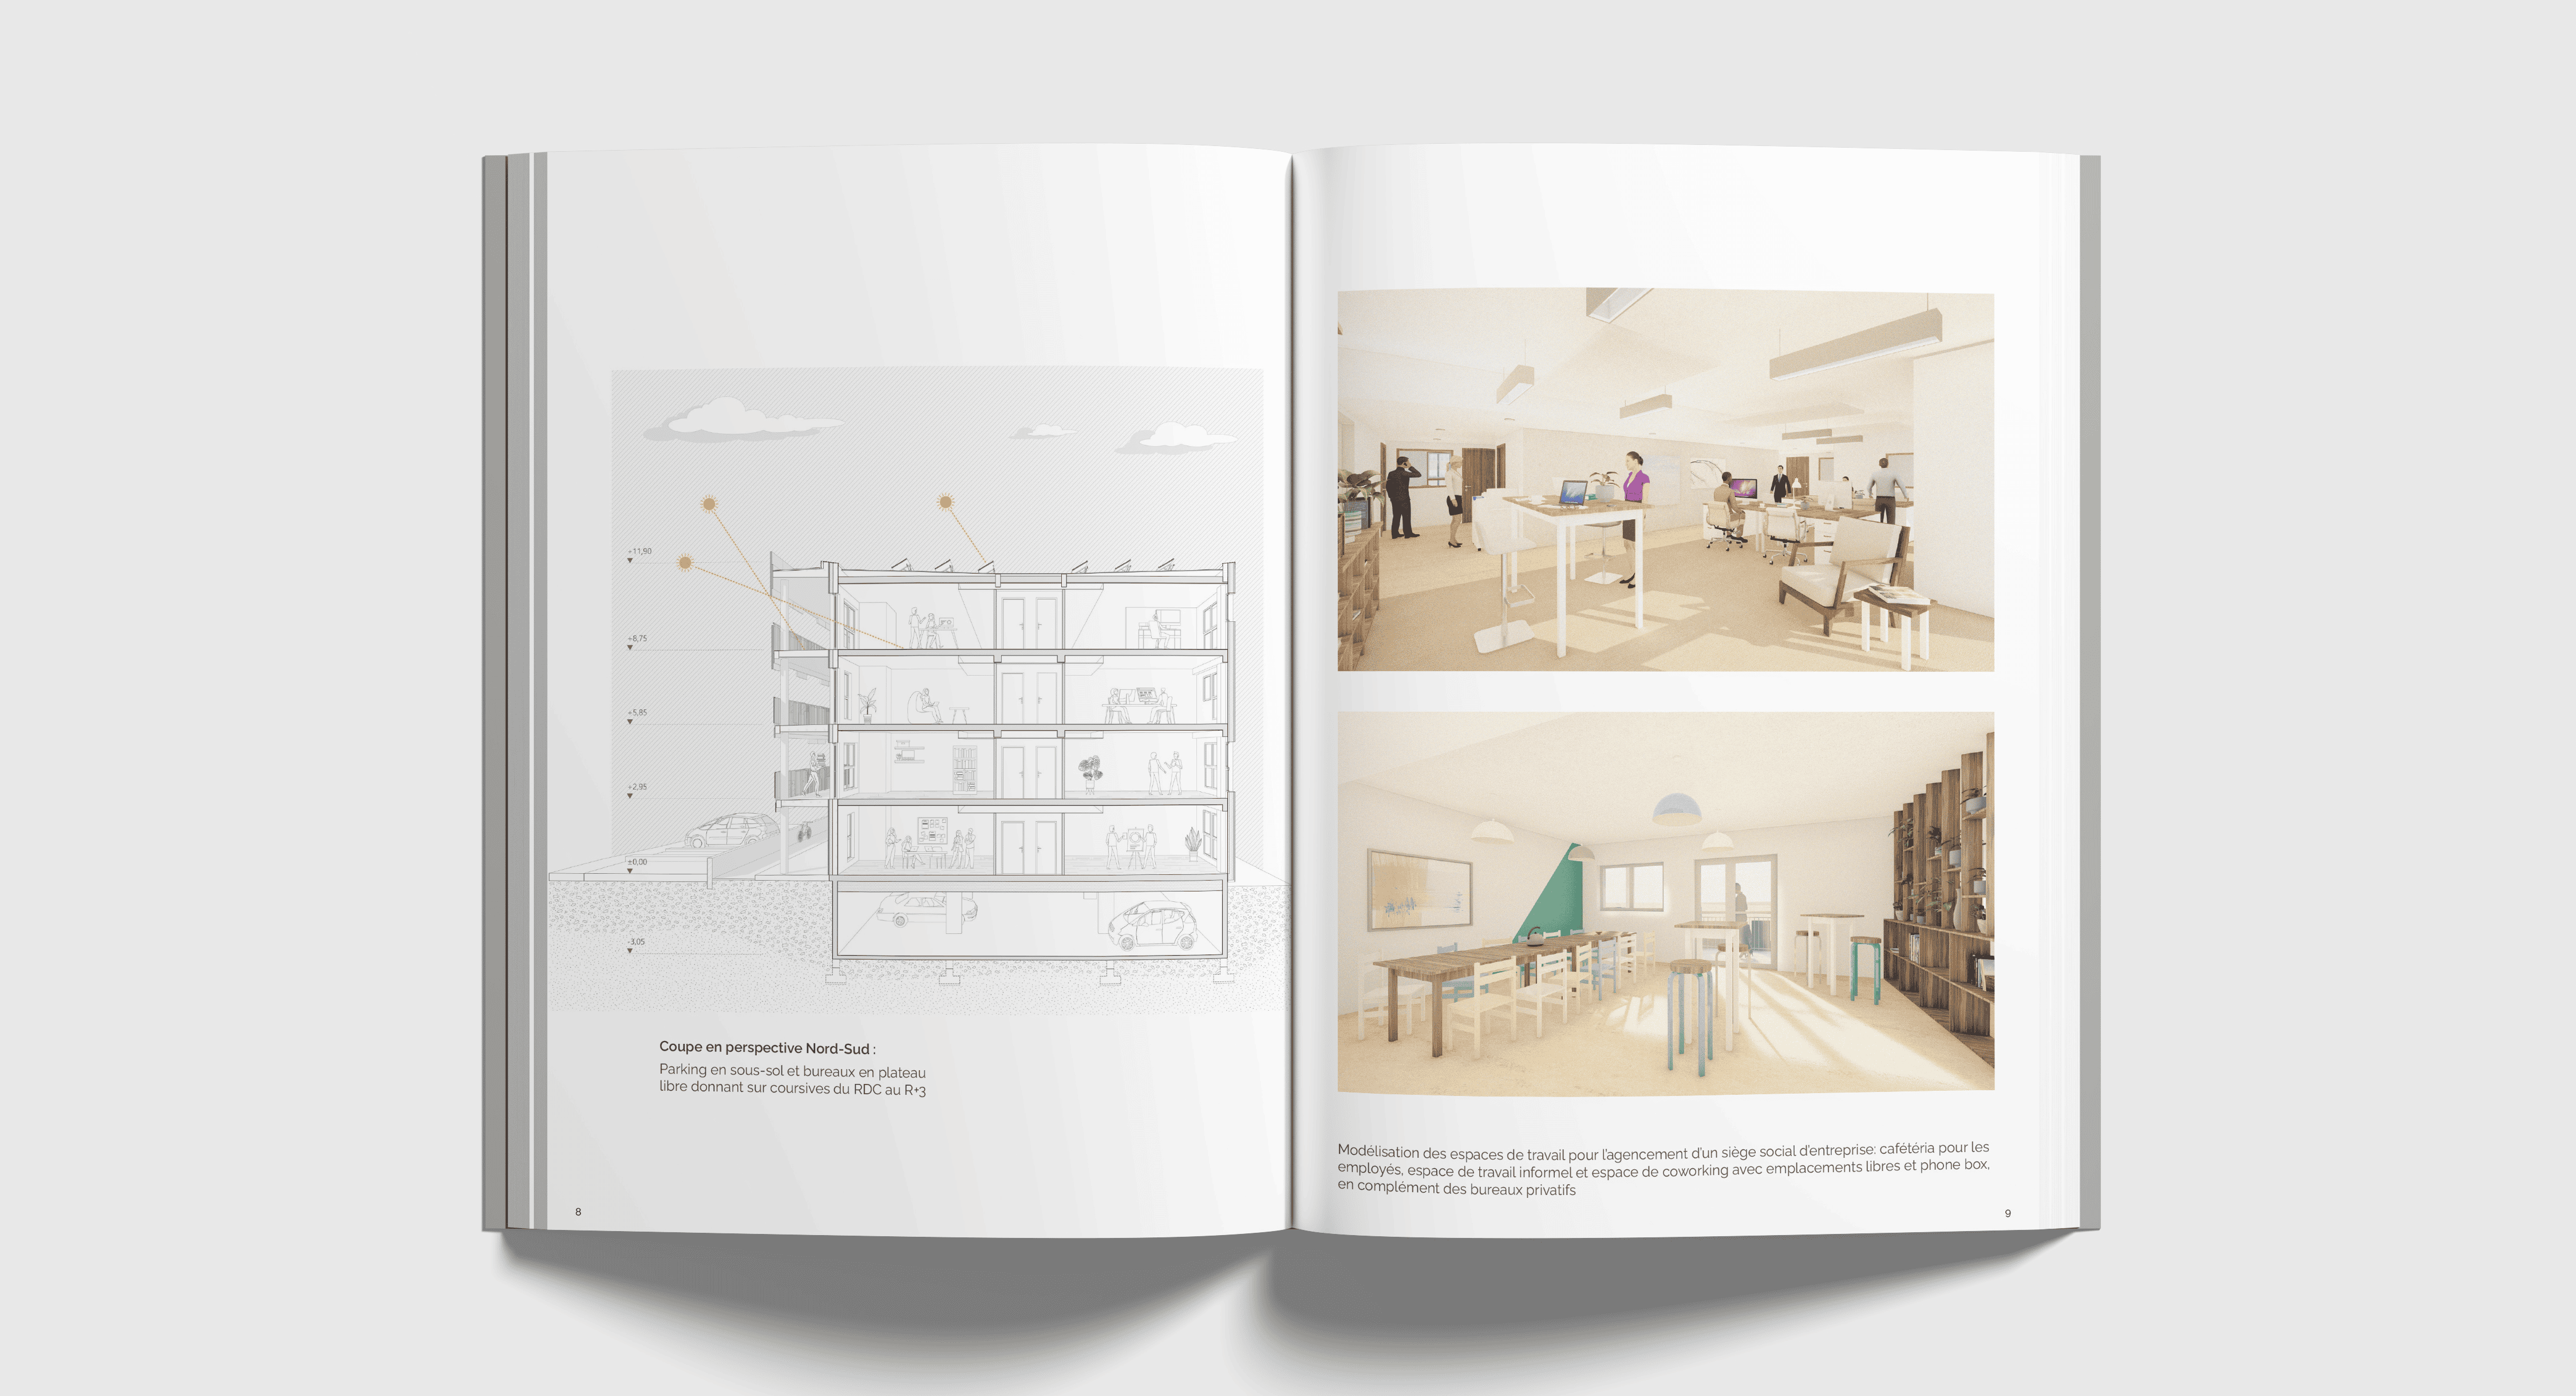 +11,90
+8,75
+5,85
+2,95
±0,00
-3,05
Coupe en perspective Nord-Sud :
Parking en sous-sol et bureaux en plateau
libre donnant sur coursives du RDC au R+3
8
Modélisation des espaces de travail pour l'agencement d'un siège social d'entreprise: cafétéria pour les
employés, espace de travail informel et espace de coworking avec emplacements libres et phone box,
en complément des bureaux privatifs
9